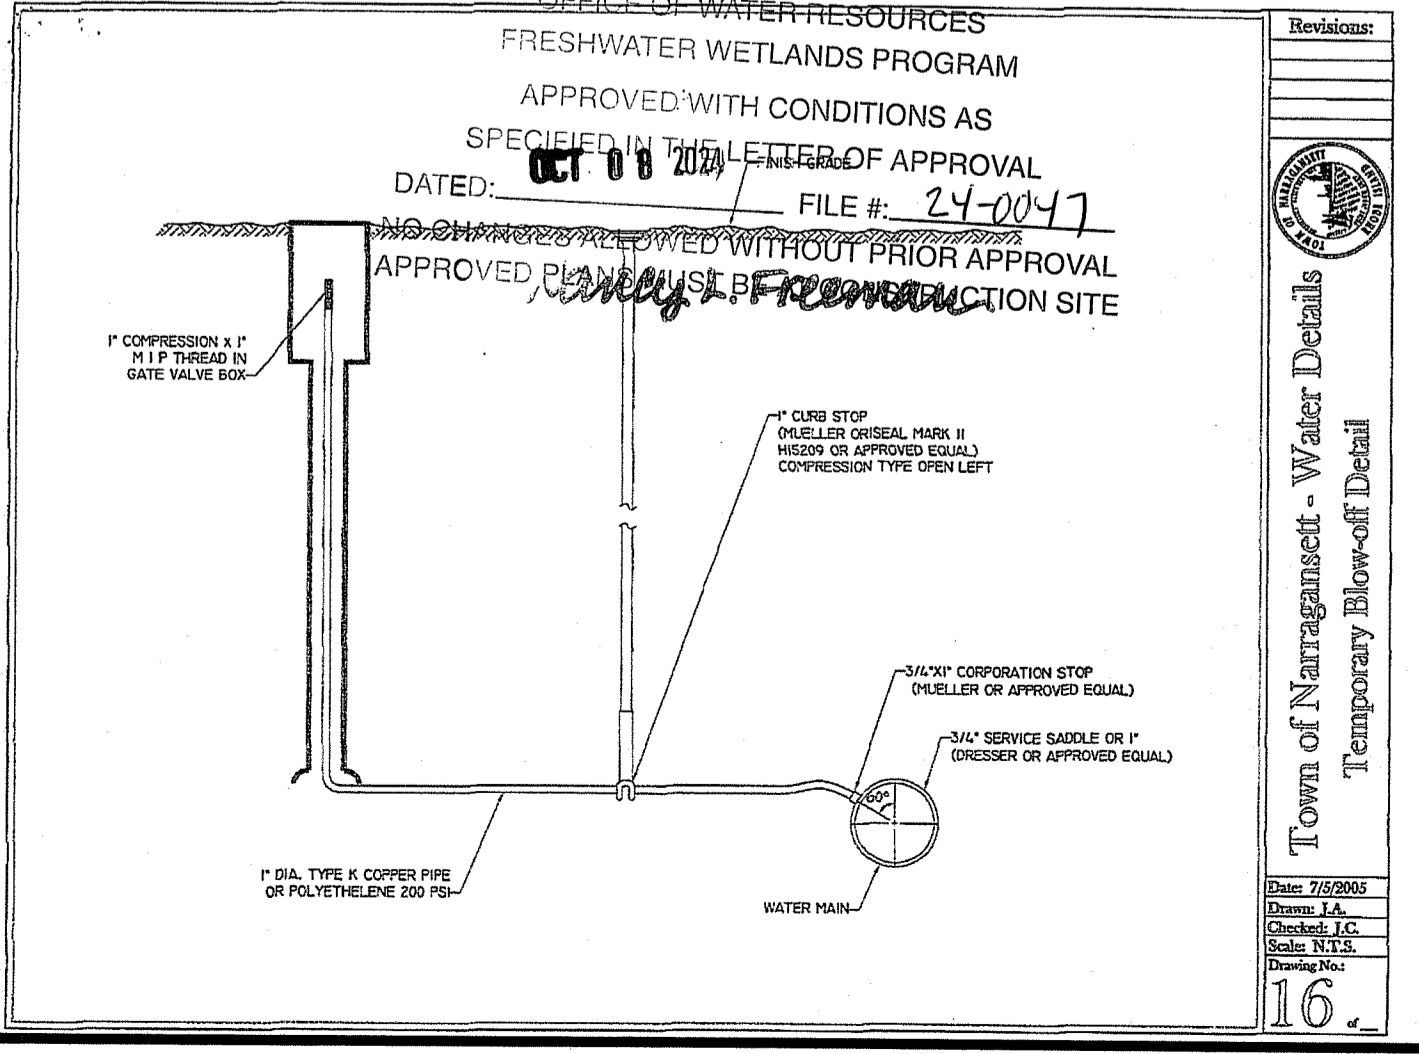 OFFICE OF WATER RESOURCES
FRESHWATER WETLANDS PROGRAM
APPROVED WITH CONDITIONS AS
SPECIFIED IN THE LETTER OF APPROVAL
OCT 08 2024
FINISH GRADE
DATED:
FILE #: 24-0047
NO CHANGES ALLOWED WITHOUT PRIOR APPROVAL
APPROVED PLANS MUST BE ON CONSTRUCTION SITE
Nancy L. Freeman
1" COMPRESSION x 1"
M I P THREAD IN
GATE VALVE BOX
1" CURB STOP
(MUELLER ORISEAL MARK II
H15209 OR APPROVED EQUAL)
COMPRESSION TYPE OPEN LEFT
3/4"X1" CORPORATION STOP
(MUELLER OR APPROVED EQUAL)
3/4" SERVICE SADDLE OR 1"
(DRESSER OR APPROVED EQUAL)
60°
1" DIA. TYPE K COPPER PIPE
OR POLYETHELENE 200 PSI
WATER MAIN
Revisions:
TOWN OF NARRAGANSETT
Town of Narragansett - Water Details
Temporary Blow-off Detail
Date: 7/5/2005
Drawn: J.A.
Checked: J.C.
Scale: N.T.S.
Drawing No.:
16 of __